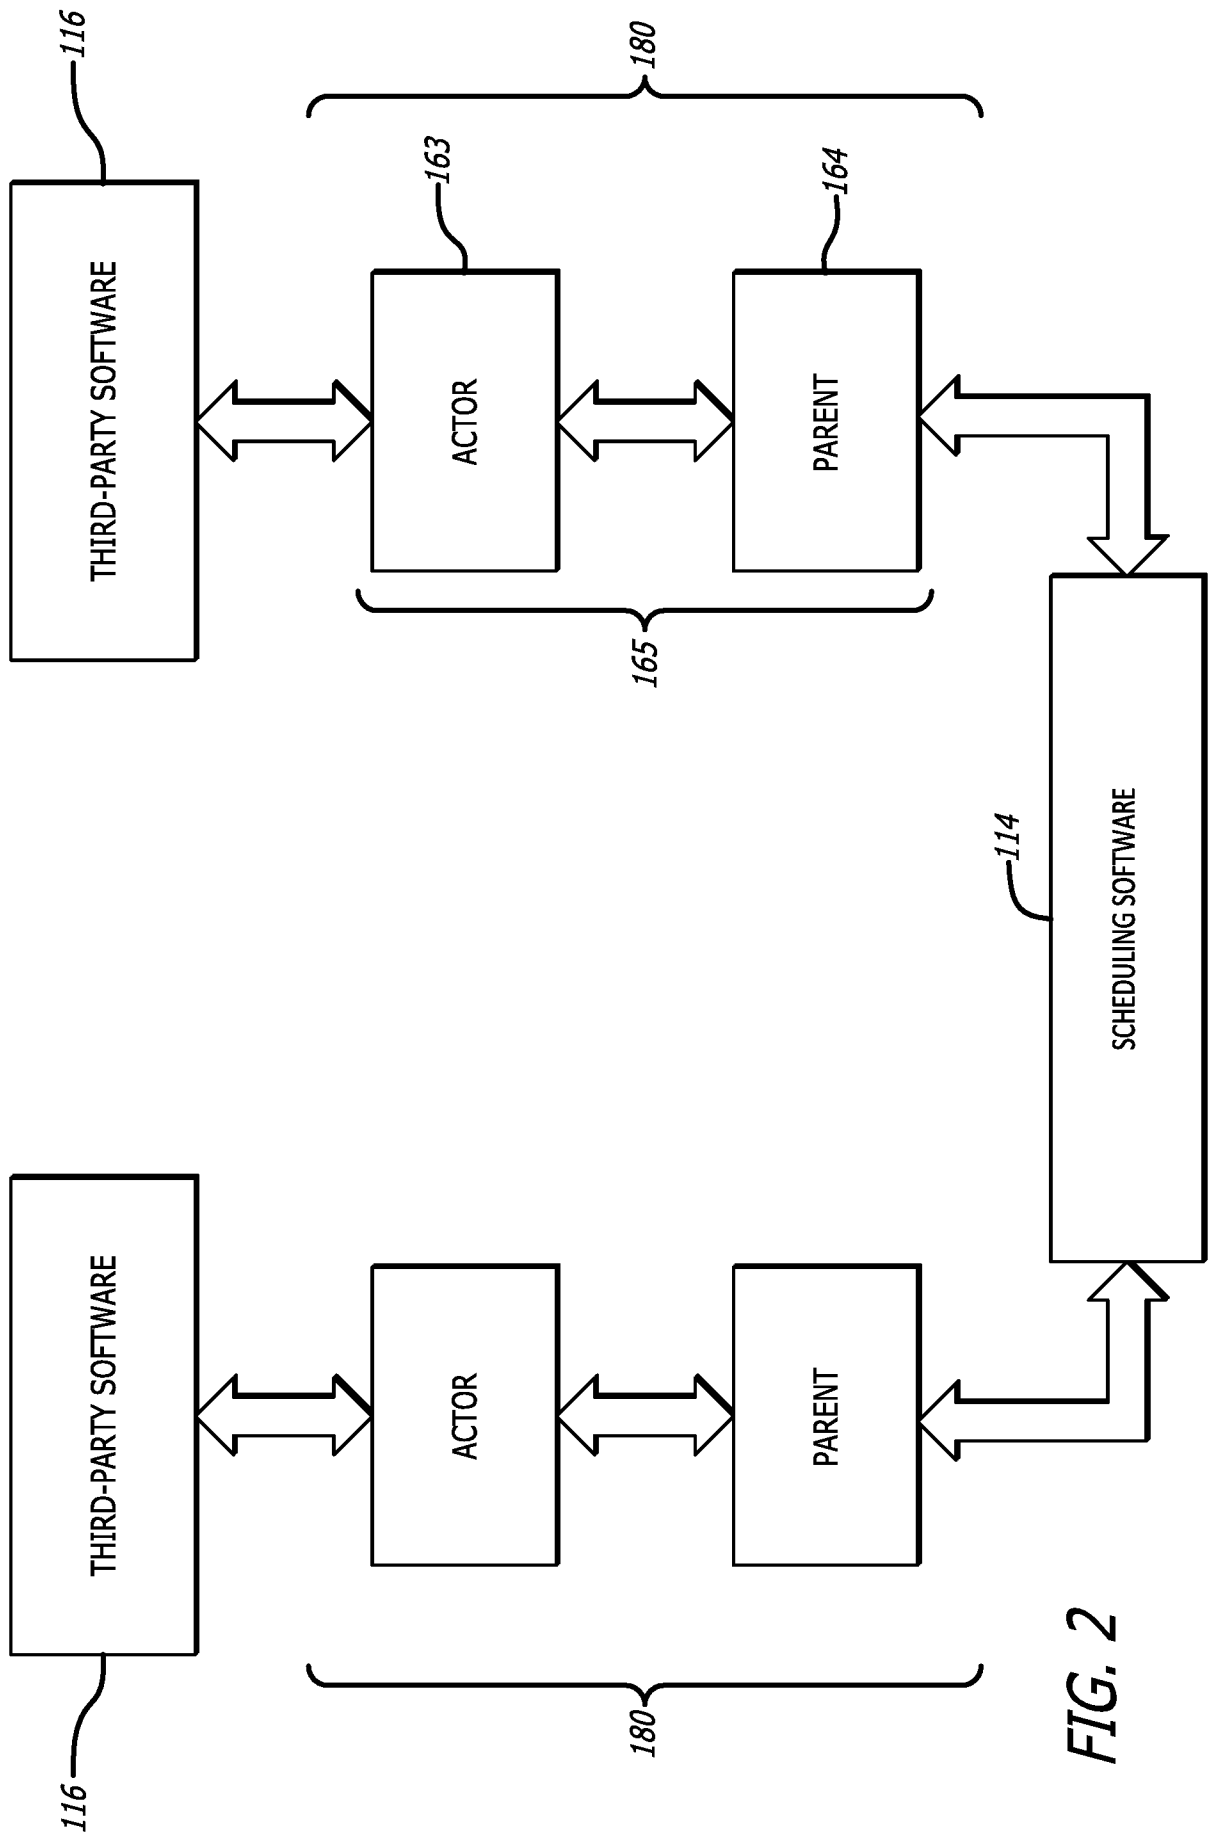 116
THIRD-PARTY SOFTWARE
THIRD-PARTY SOFTWARE
116
180
ACTOR
ACTOR
163
180
165
PARENT
PARENT
164
114
SCHEDULING SOFTWARE
FIG. 2